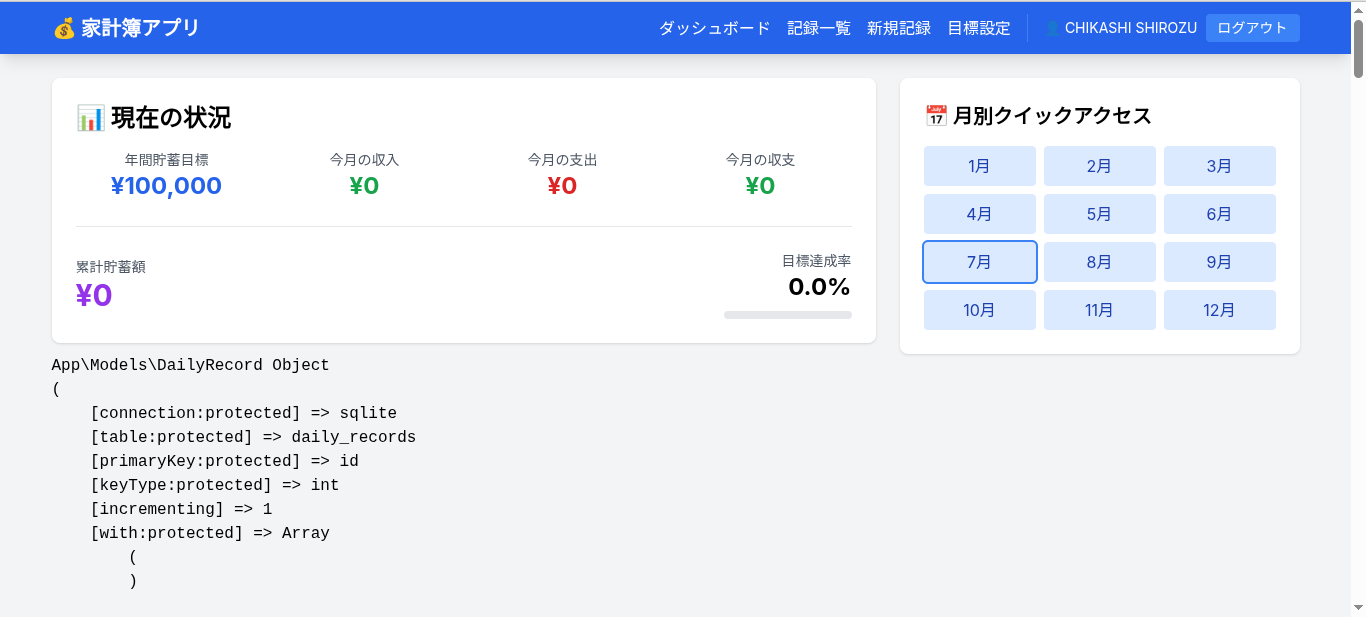 💰 家計簿アプリ
ダッシュボード 記録一覧 新規記録 目標設定 👤 CHIKASHI SHIROZU ログアウト
📊 現在の状況
年間貯蓄目標 今月の収入 今月の支出 今月の収支
¥100,000 ¥0 ¥0 ¥0
累計貯蓄額
¥0
目標達成率
0.0%
📅 月別クイックアクセス
1月 2月 3月
4月 5月 6月
7月 8月 9月
10月 11月 12月
App\Models\DailyRecord Object
(
    [connection:protected] => sqlite
    [table:protected] => daily_records
    [primaryKey:protected] => id
    [keyType:protected] => int
    [incrementing] => 1
    [with:protected] => Array
        (
        )